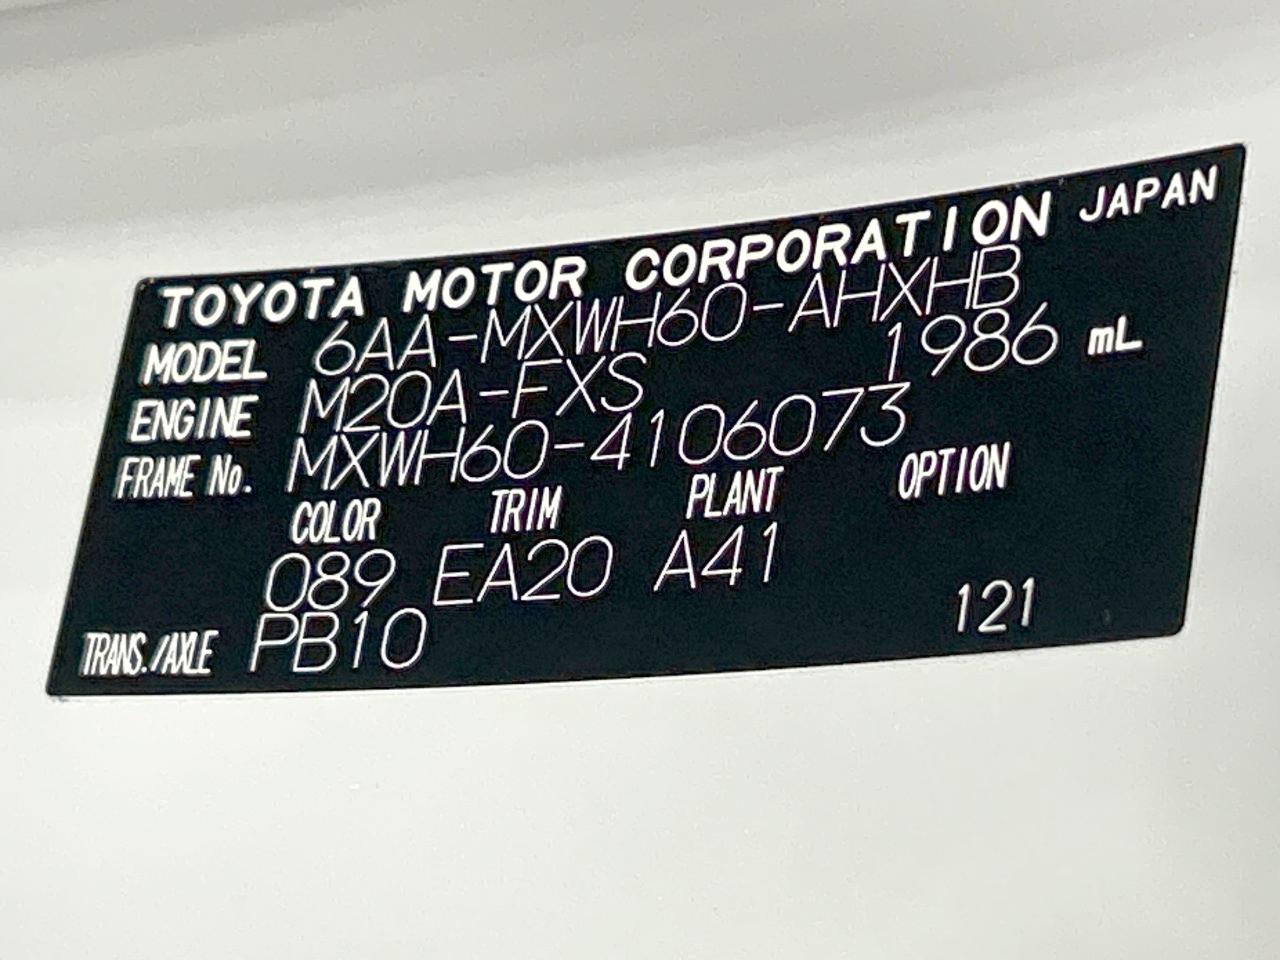 TOYOTA MOTOR CORPORATION JAPAN
MODEL 6AA-MXWH60-AHXHB
ENGINE M20A-FXS 1986 mL
FRAME No. MXWH60-4106073
COLOR TRIM PLANT OPTION
089 EA20 A41
TRANS./AXLE PB10 121